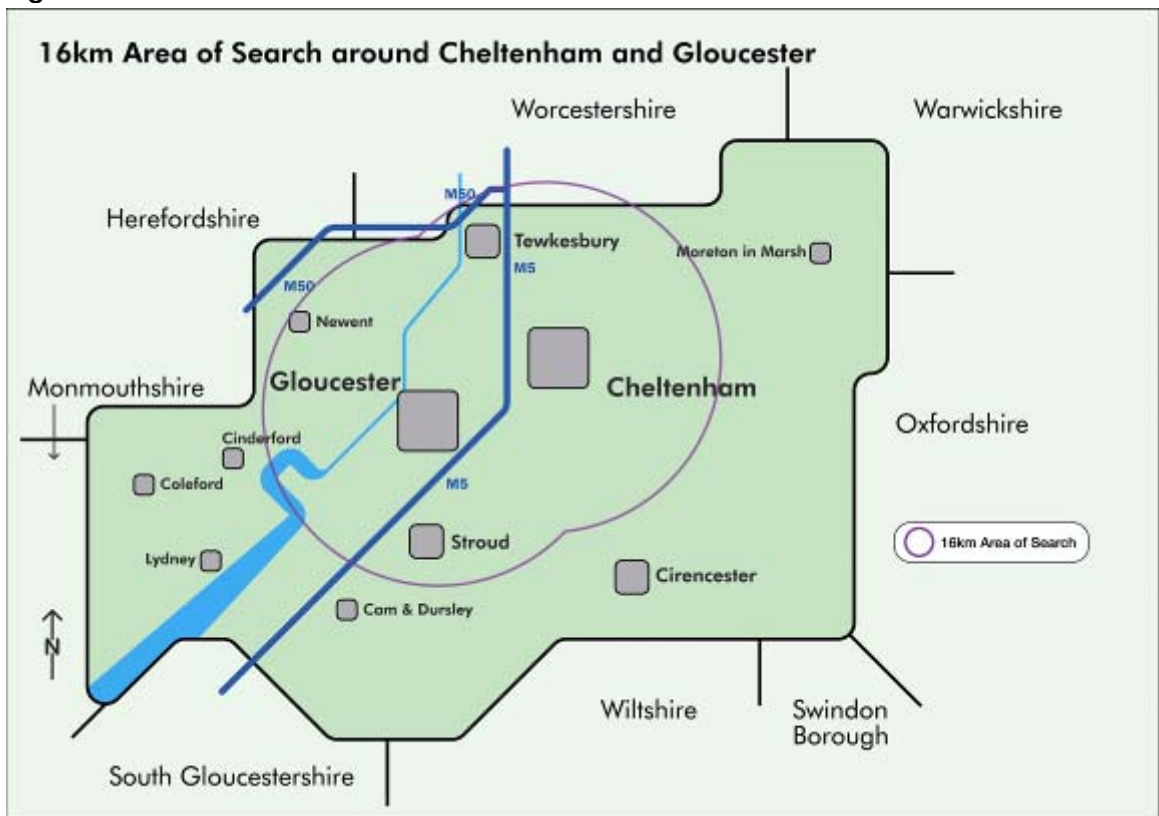 16km Area of Search around Cheltenham and Gloucester
Worcestershire
Warwickshire
Herefordshire
M50
Tewkesbury
Moreton in Marsh
M5
M50
Newent
Gloucester
Cheltenham
Monmouthshire
Oxfordshire
Cinderford
Coleford
M5
Stroud
16km Area of Search
Lydney
Cirencester
Cam & Dursley
N
Wiltshire
Swindon
Borough
South Gloucestershire